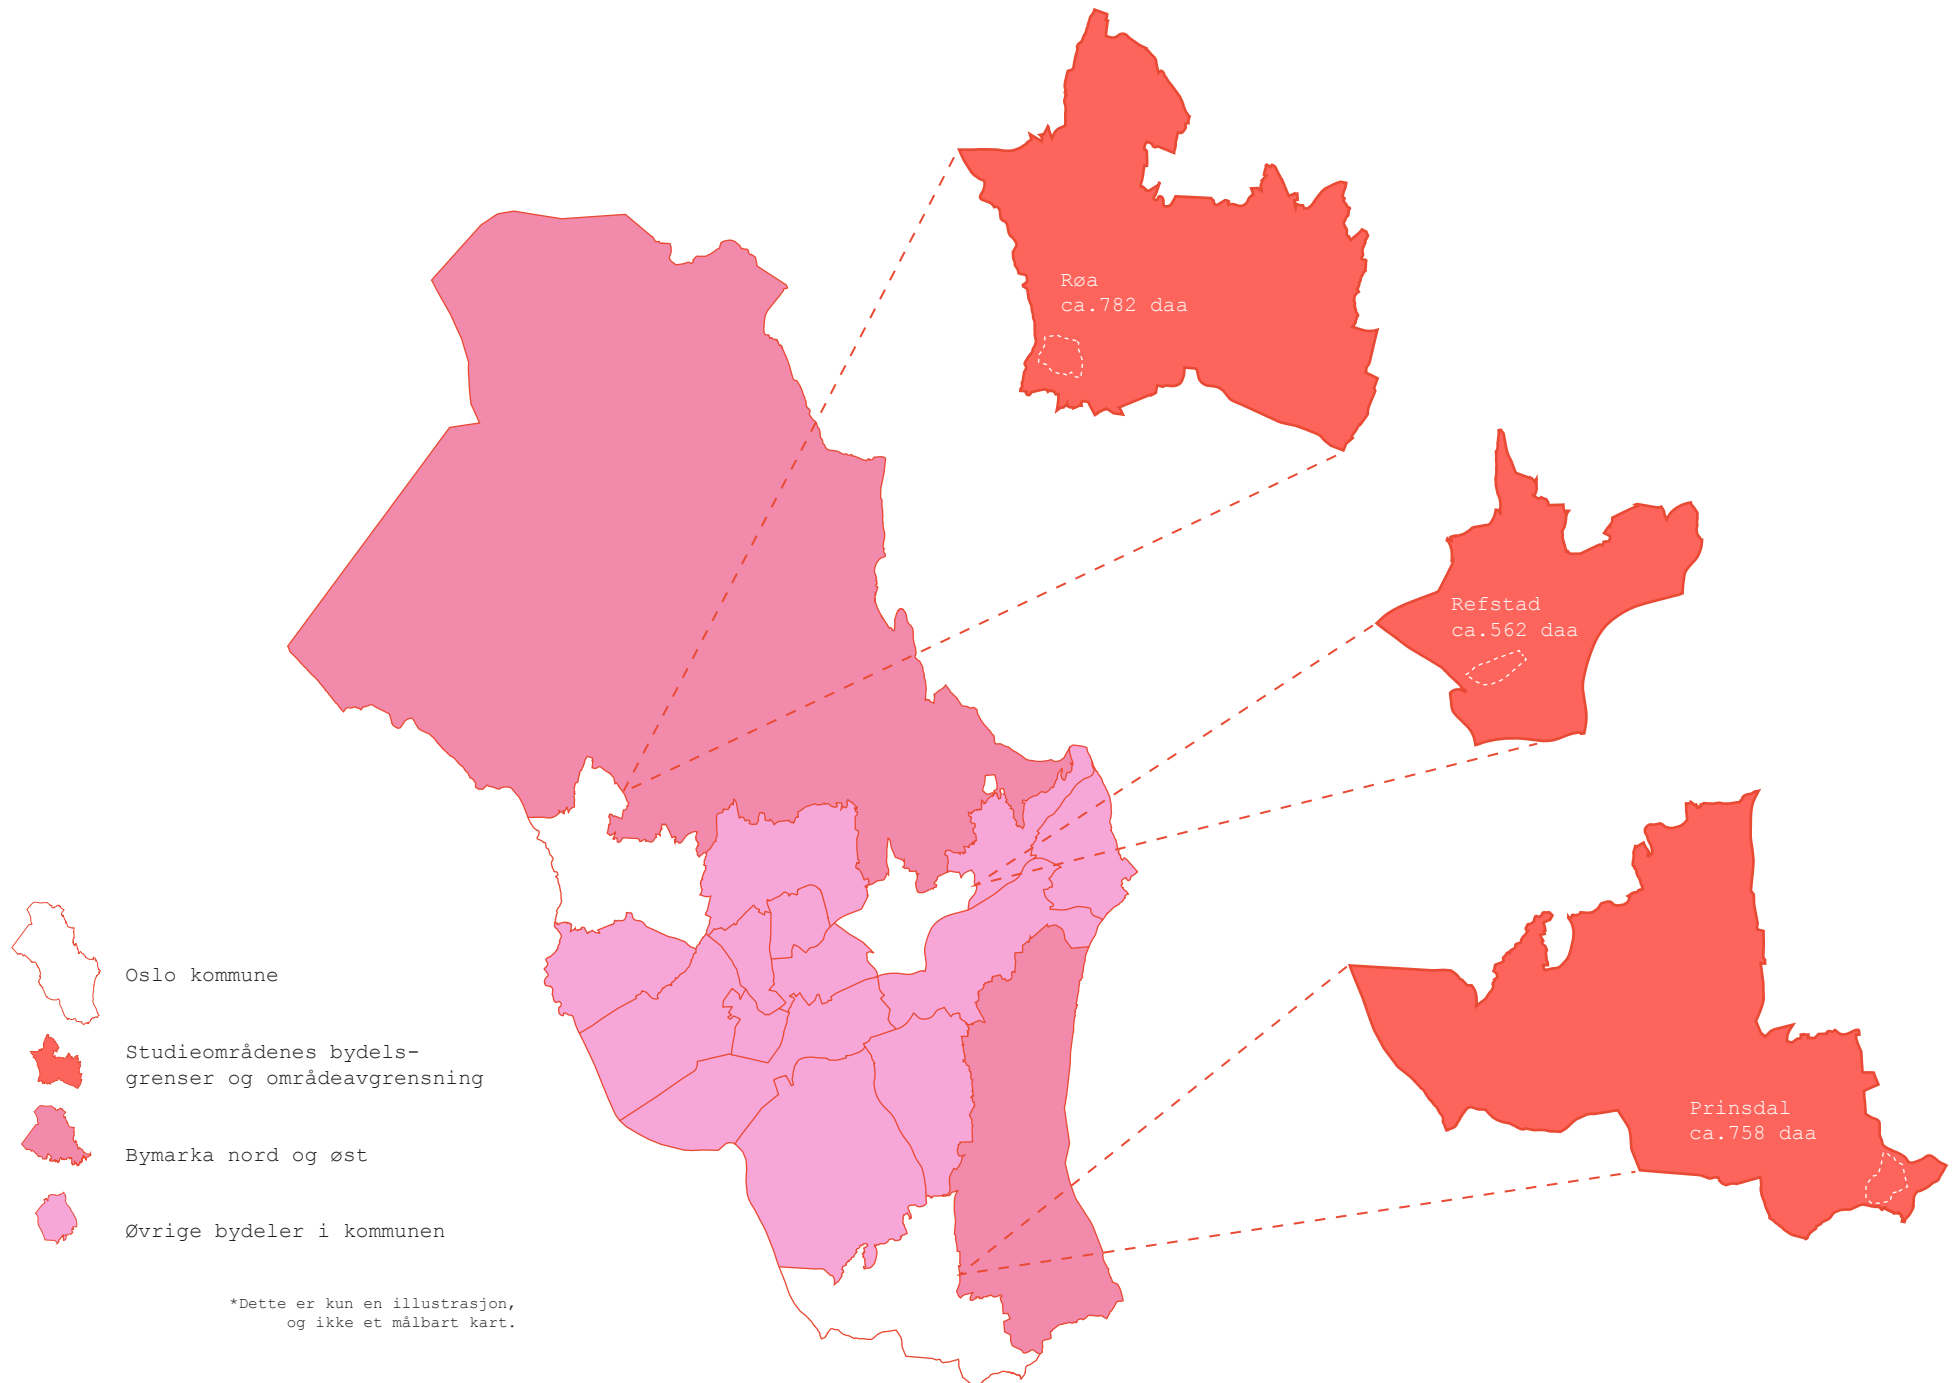 Røa
ca.782 daa
Refstad
ca.562 daa
Prinsdal
ca.758 daa
Oslo kommune
Studieområdenes bydels-
grenser og områdeavgrensning
Bymarka nord og øst
Øvrige bydeler i kommunen
*Dette er kun en illustrasjon,
og ikke et målbart kart.